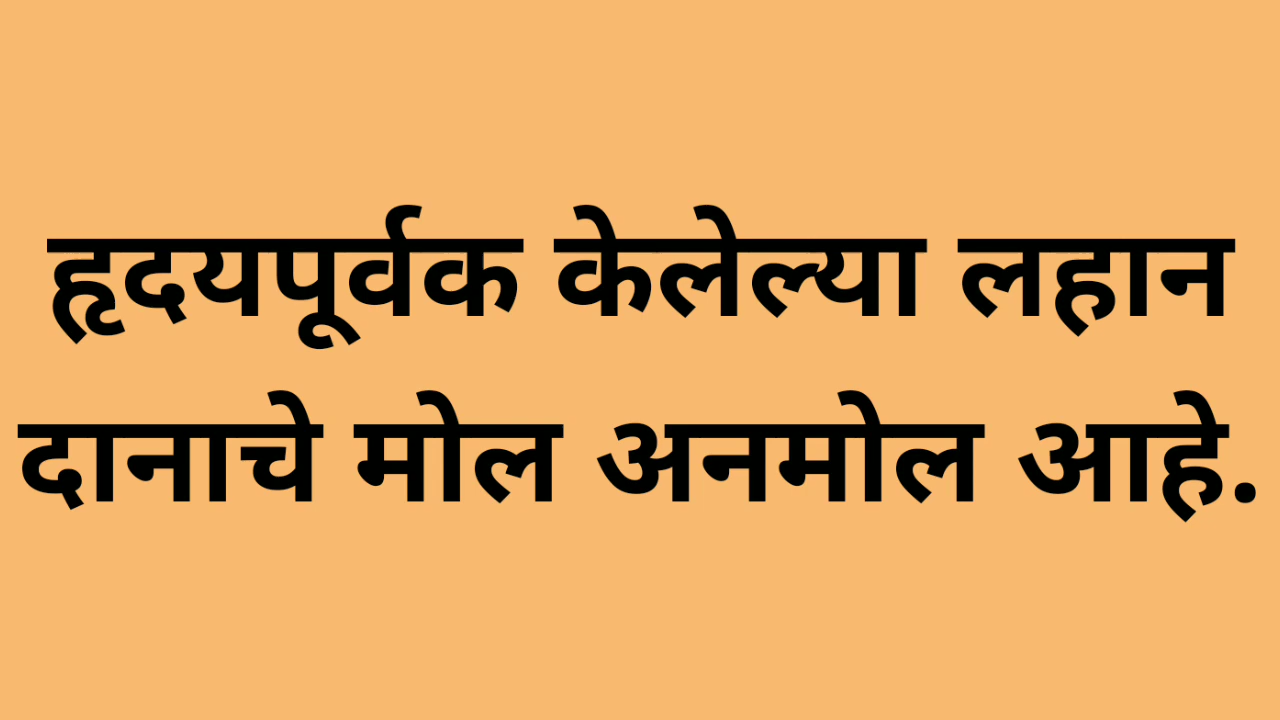 हृदयपूर्वक केलेल्या लहान
दानाचे मोल अनमोल आहे.